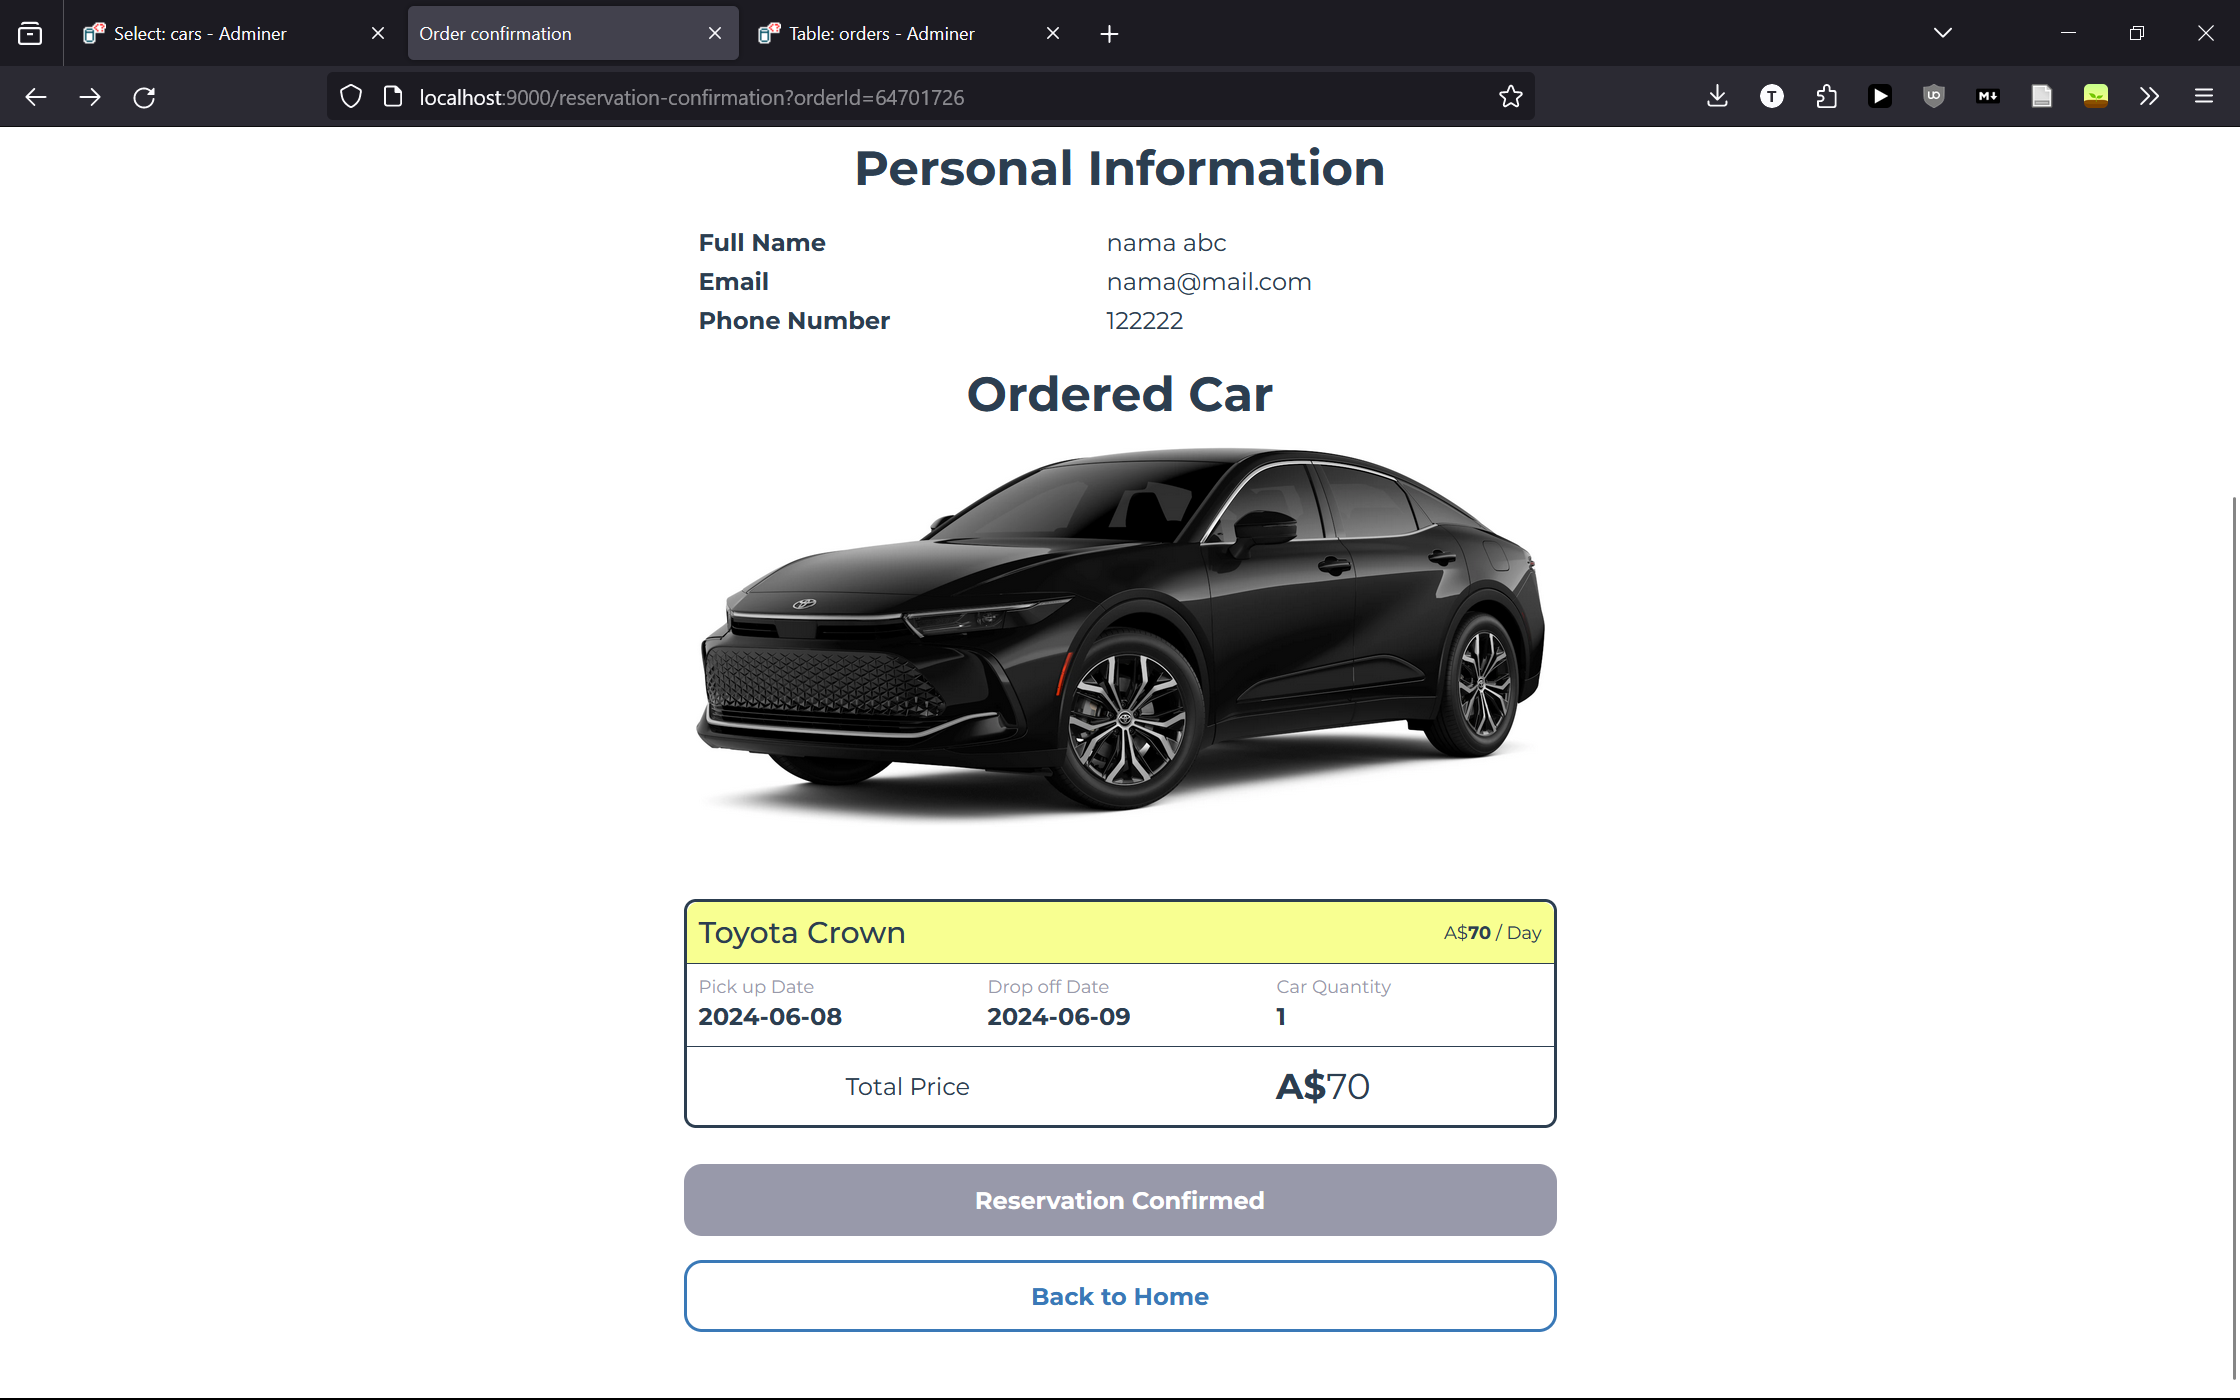 Select: cars - Adminer
Order confirmation
Table: orders - Adminer
localhost:9000/reservation-confirmation?orderId=64701726
T
UO
M↓
Personal Information
Full Name nama abc
Email nama@mail.com
Phone Number 122222
Ordered Car
Toyota Crown A$70 / Day
Pick up Date Drop off Date Car Quantity
2024-06-08 2024-06-09 1
Total Price A$70
Reservation Confirmed
Back to Home